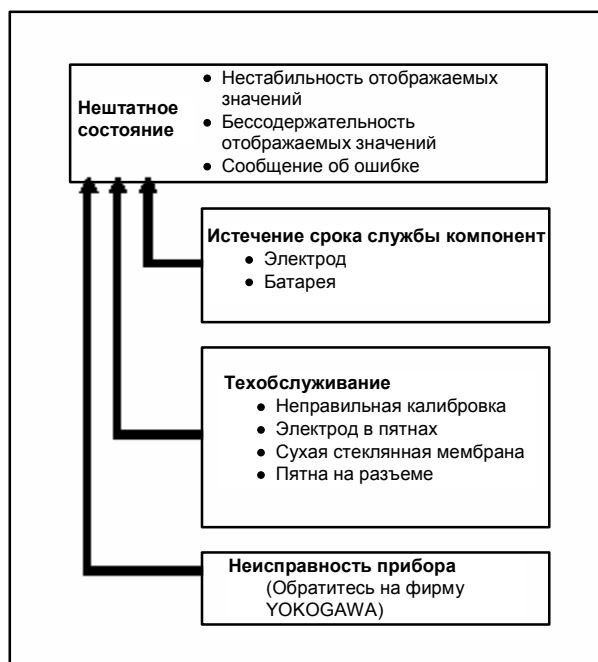 Нештатное
состояние
● Нестабильность отображаемых
значений
● Бессодержательность
отображаемых значений
● Сообщение об ошибке
Истечение срока службы компонент
● Электрод
● Батарея
Техобслуживание
● Неправильная калибровка
● Электрод в пятнах
● Сухая стеклянная мембрана
● Пятна на разъеме
Неисправность прибора
(Обратитесь на фирму
YOKOGAWA)